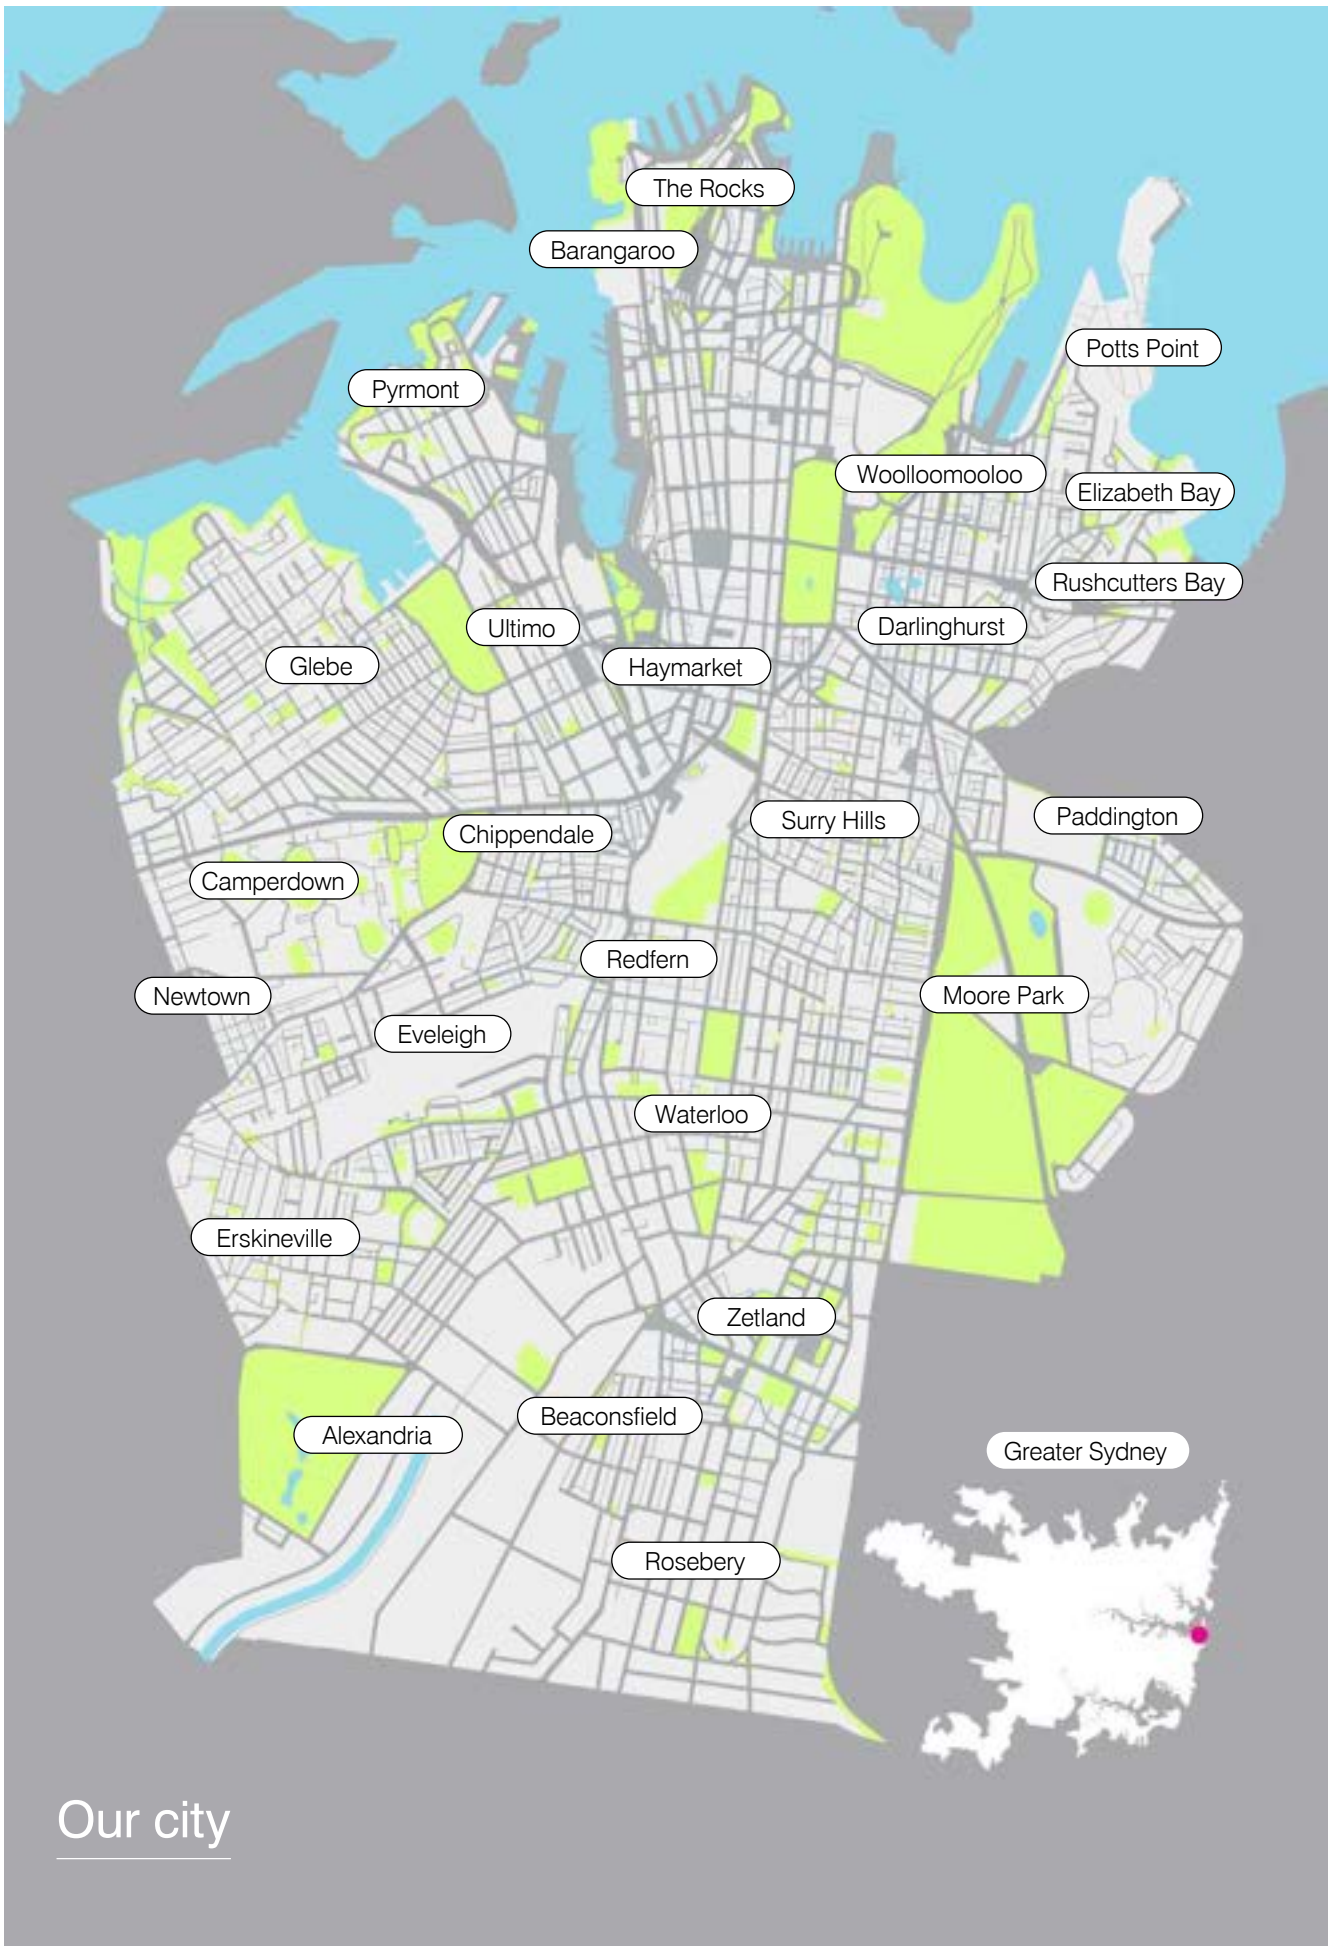 The Rocks
Barangaroo
Potts Point
Pyrmont
Woolloomooloo
Elizabeth Bay
Rushcutters Bay
Ultimo
Darlinghurst
Glebe
Haymarket
Paddington
Surry Hills
Chippendale
Camperdown
Redfern
Newtown
Moore Park
Eveleigh
Waterloo
Erskineville
Zetland
Beaconsfield
Alexandria
Greater Sydney
Rosebery
Our city